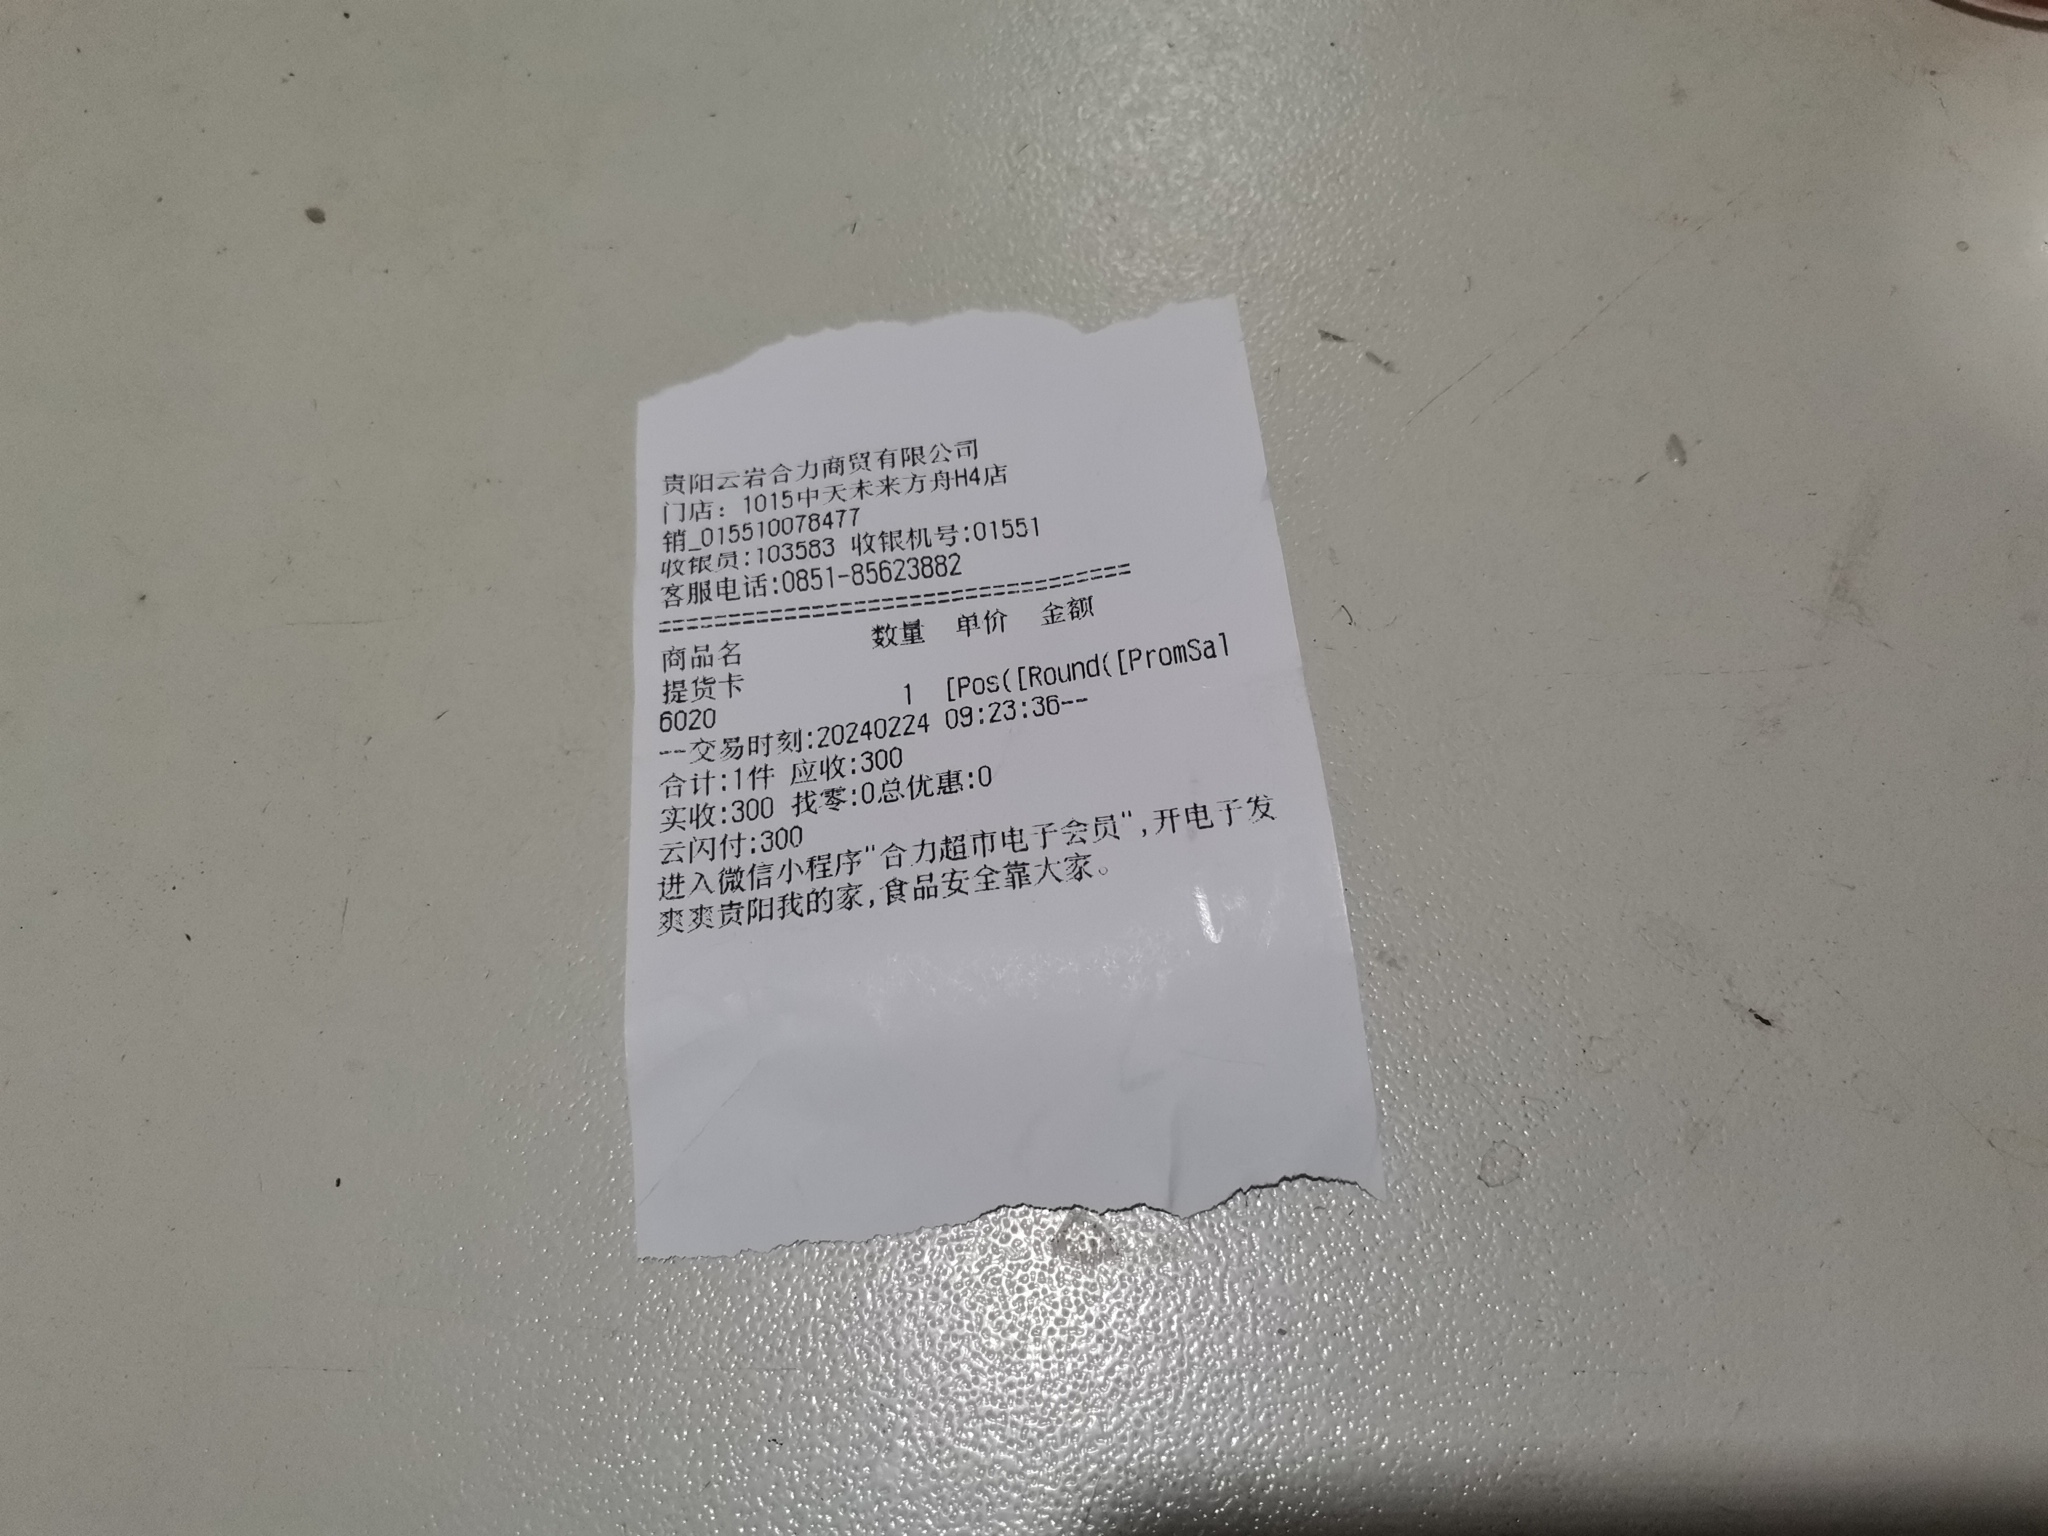 贵阳云岩合力商贸有限公司
门店：1015中天未来方舟H4店
销_015510078477
收银员:103583 收银机号:01551
客服电话:0851-85623882
==================================
商品名 数量 单价 金额
提货卡
6020 1 [Pos([Round([PromSal
--交易时刻:20240224 09:23:36--
合计:1件 应收:300
实收:300 找零:0总优惠:0
云闪付:300
进入微信小程序"合力超市电子会员",开电子发
爽爽贵阳我的家,食品安全靠大家。